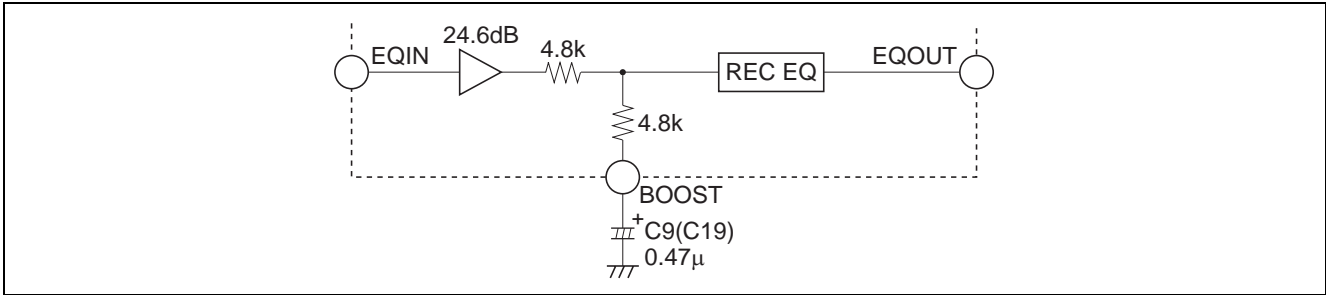 24.6dB
EQIN
4.8k
REC EQ
EQOUT
4.8k
BOOST
+
C9(C19)
0.47μ